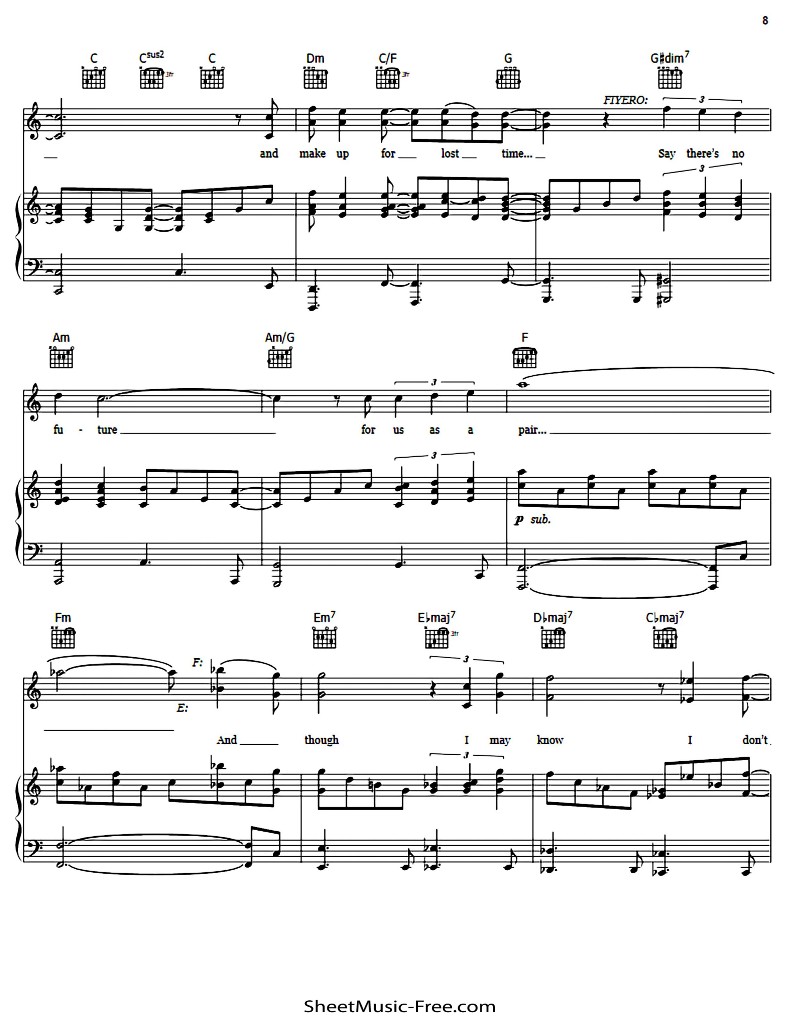 8
C Csus2 C Dm C/F G G♯dim7
3fr 3fr
FIYERO: 3
and make up for lost time... Say there's no
3
Am Am/G F
3
fu - ture for us as a pair...
3
p sub.
Fm Em7 E♭maj7 D♭maj7 C♭maj7
3fr
F: 3
E:
And though I may know I don't
3
SheetMusic-Free.com